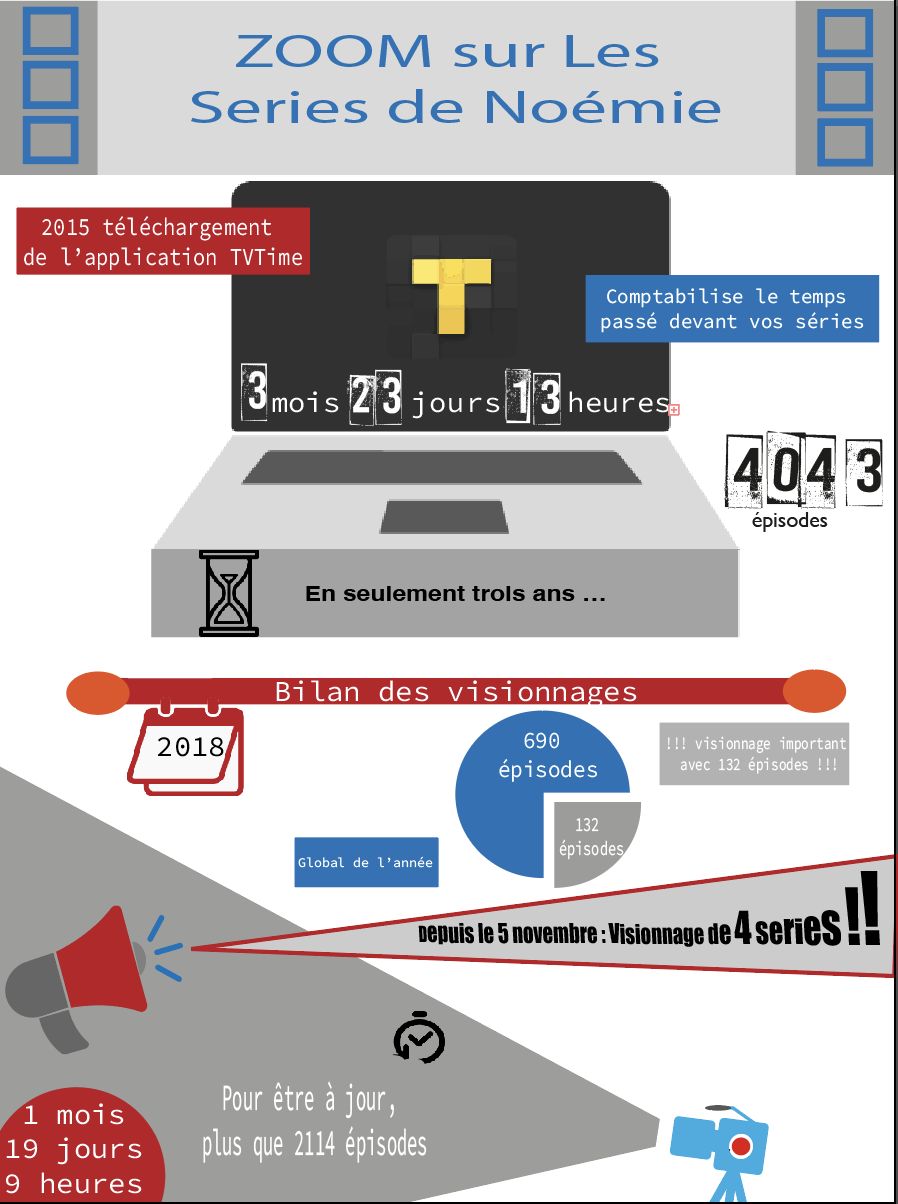 ZOOM sur Les
Series de Noémie
2015 téléchargement
de l’application TVTime
T
Comptabilise le temps
passé devant vos séries
3 mois 23 jours 13 heures
4043
épisodes
En seulement troIs ans ...
Bilan des visionnages
2018
690
épisodes
!!! visionnage important
avec 132 épisodes !!!
132
épisodes
Global de l’année
Depuis le 5 novembre : Visionnage de 4 series !!
Pour être à jour,
plus que 2114 épisodes
1 mois
19 jours
9 heures